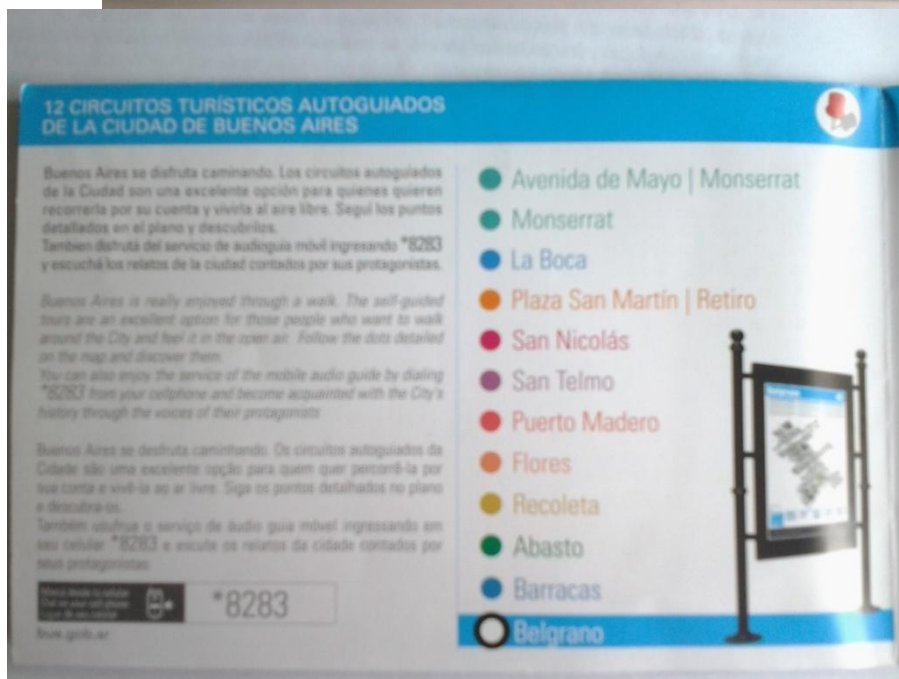 12 CIRCUITOS TURÍSTICOS AUTOGUIADOS
DE LA CIUDAD DE BUENOS AIRES
Buenos Aires se disfruta caminando. Los circuitos autoguiados
de la Ciudad son una excelente opción para quienes quieren
recorrerla por su cuenta y vivirla al aire libre. Seguí los puntos
detallados en el plano y descubrilos.
Tambien disfrutá del servicio de audioguia móvil ingresando *8283
y escuchá los relatos de la ciudad contados por sus protagonistas.
Buenos Aires is really enjoyed through a walk. The self-guided
tours are an excellent option for those people who want to walk
around the City and feel it in the open air. Follow the dots detailed
on the map and discover them.
You can also enjoy the service of the mobile audio guide by dialing
*8283 from your cellphone and become acquainted with the City's
history through the voices of their protagonists
Buenos Aires se desfruta caminhando. Os circuitos autoguiados da
Cidade são uma excelente opção para quem quer percorrê-la por
sua conta e vivê-la ao ar livre. Siga os pontos detalhados no plano
e descubra-os.
Também usufrua o serviço de áudio guia móvel ingressando em
seu celular *8283 e escute os relatos da cidade contados por
seus protagonistas
*8283
bue.gob.ar
Avenida de Mayo | Monserrat
Monserrat
La Boca
Plaza San Martín | Retiro
San Nicolás
San Telmo
Puerto Madero
Flores
Recoleta
Abasto
Barracas
Belgrano